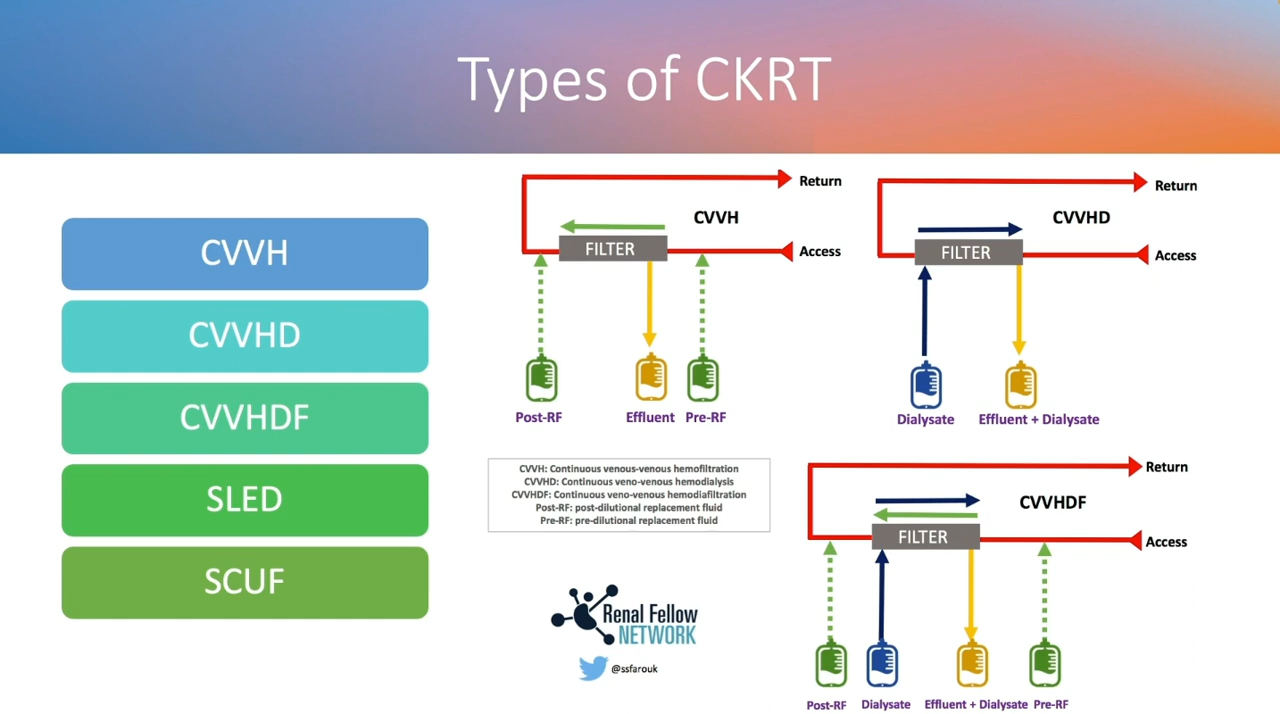 Types of CKRT
CVVH
CVVHD
CVVHDF
SLED
SCUF
Return
CVVH
FILTER
Access
Post-RF
Effluent
Pre-RF
Return
CVVHD
FILTER
Access
Dialysate
Effluent + Dialysate
CVVH: Continuous venous-venous hemofiltration
CVVHD: Continuous veno-venous hemodialysis
CVVHDF: Continuous veno-venous hemodiafiltration
Post-RF: post-dilutional replacement fluid
Pre-RF: pre-dilutional replacement fluid
Return
CVVHDF
FILTER
Access
Post-RF
Dialysate
Effluent + Dialysate
Pre-RF
Renal Fellow
NETWORK
@ssfarouk